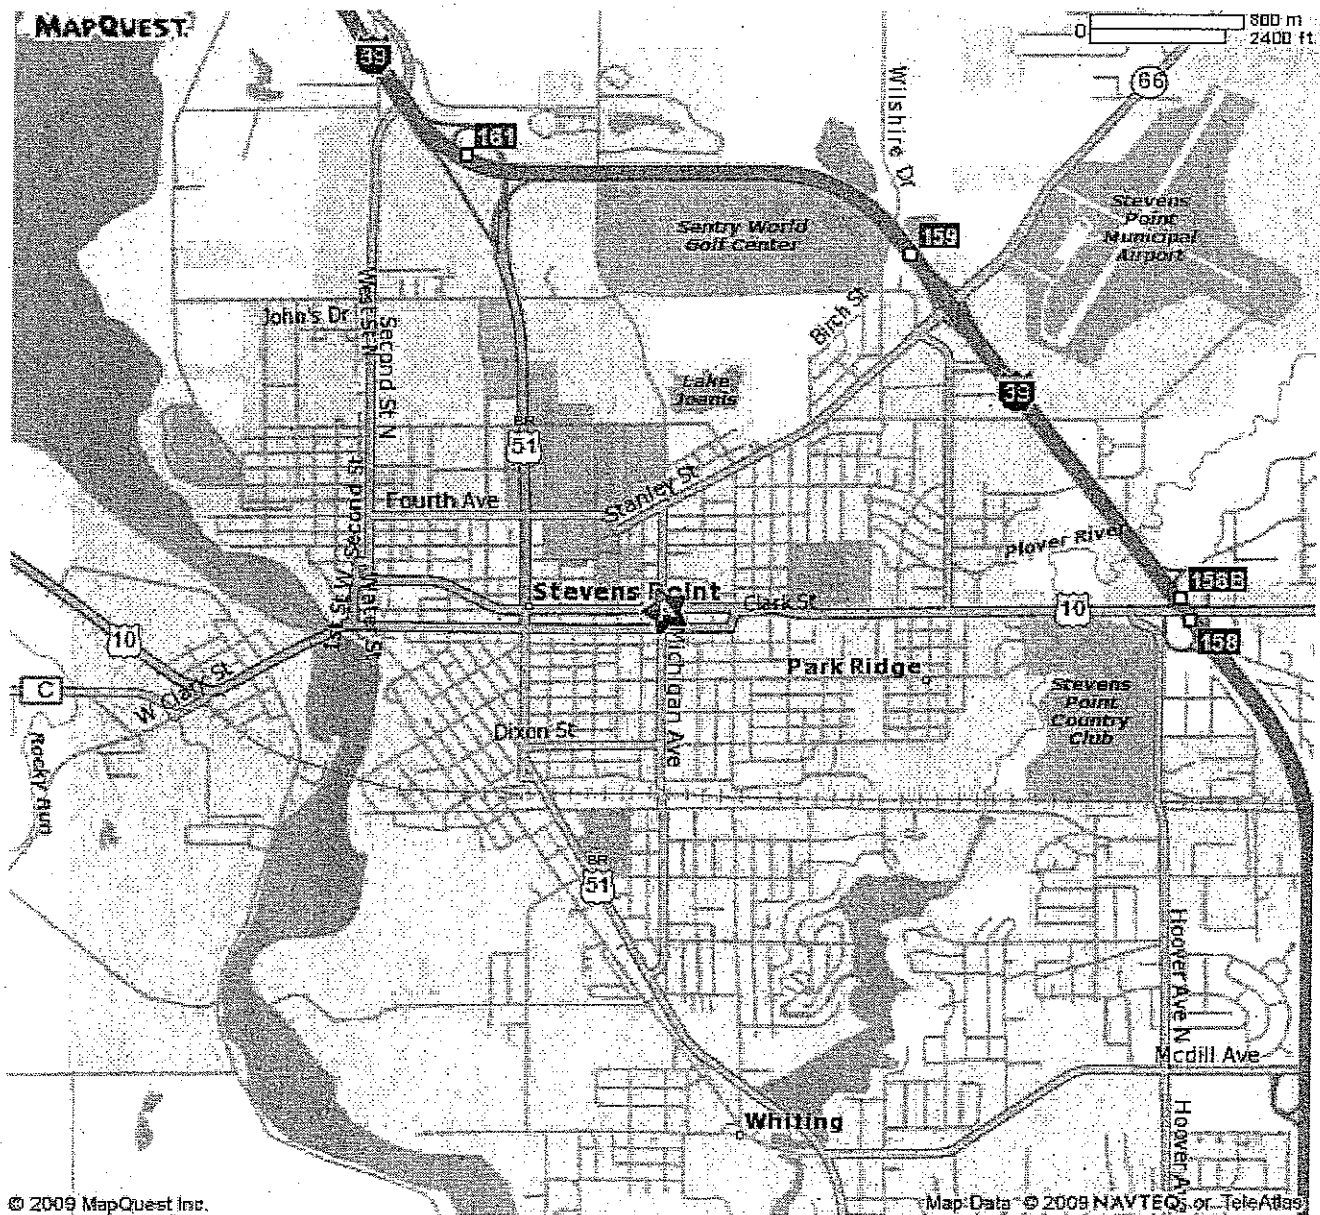 MAPQUEST.
800 m
0
2400 ft
39
66
161
Wilshire Dr
Stevens
Point
Municipal
Airport
Sentry World
Golf Center
159
West St N
John's Dr
Second St N
Birch St
Lake
Joanis
39
BR
51
Second St
Fourth Ave
Stanley St
Plover River
158B
Stevens Point
Clark St
10
10
1st St
Water St
158
Michigan Ave
Park Ridge
C
W Clark St
Stevens
Point
Country
Club
Dixon St
Rocky Run
BR
51
Hoover Ave N
Mcdill Ave
Whiting
Hoover Ave
© 2009 MapQuest Inc.
Map Data © 2009 NAVTEQ or TeleAtlas